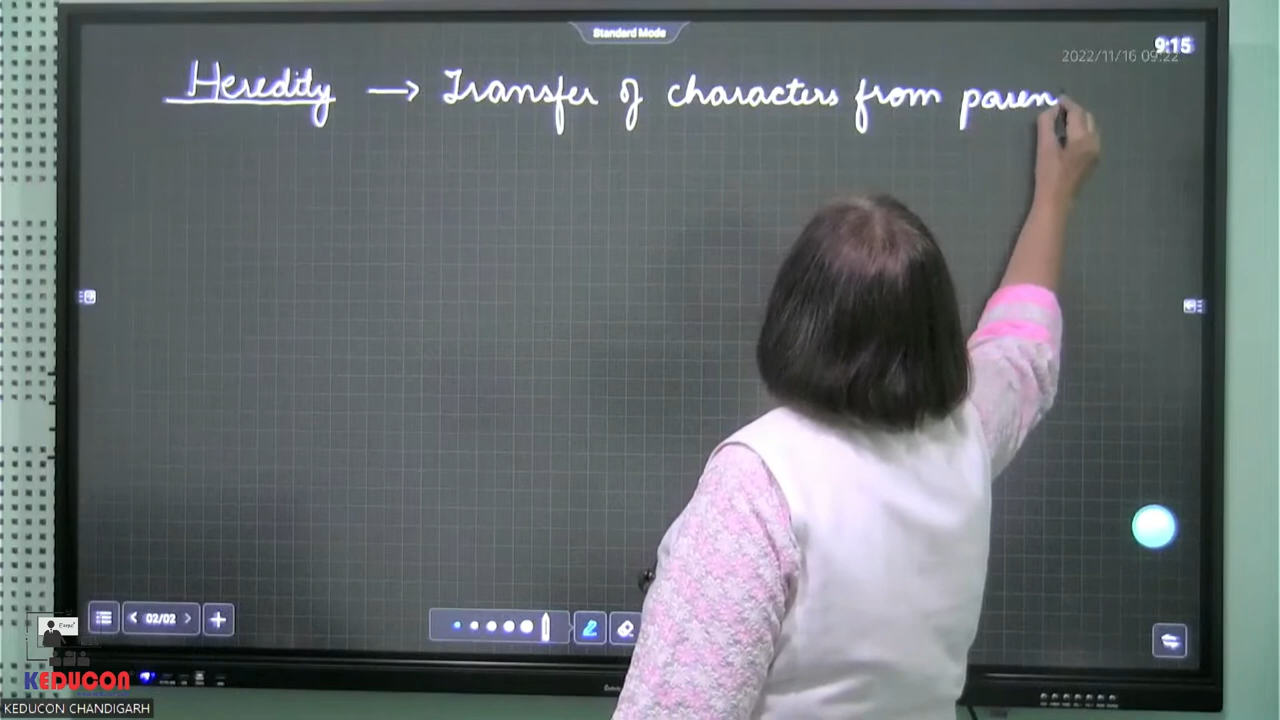 Standard Mode
9:15
2022/11/16 09:22
Heredity → Transfer of characters from paren
02/02
KEDUCON
KEDUCON CHANDIGARH